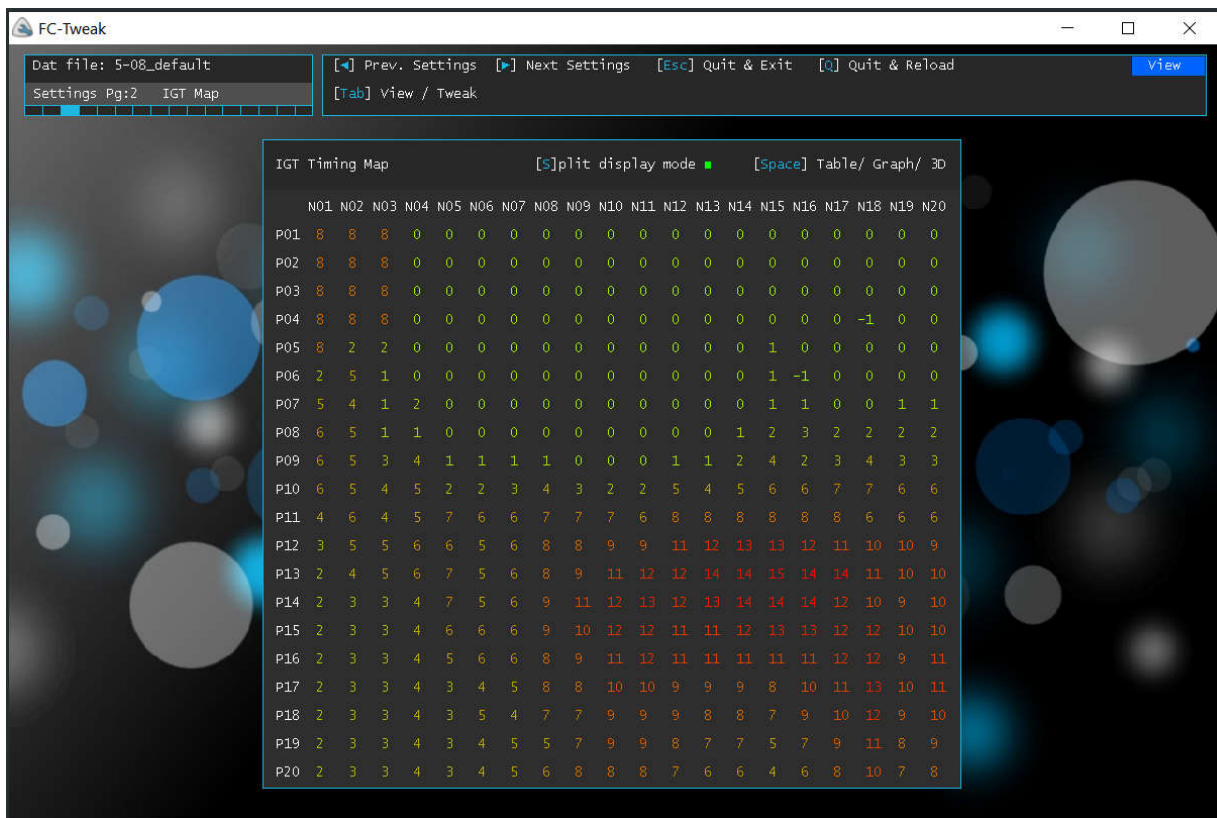 FC-Tweak
Dat file: 5-08_default
Settings Pg:2 IGT Map
[◄] Prev. Settings [►] Next Settings [Esc] Quit & Exit [Q] Quit & Reload View
[Tab] View / Tweak
IGT Timing Map [S]plit display mode ■ [Space] Table/ Graph/ 3D
N01 N02 N03 N04 N05 N06 N07 N08 N09 N10 N11 N12 N13 N14 N15 N16 N17 N18 N19 N20
P01 8 8 8 0 0 0 0 0 0 0 0 0 0 0 0 0 0 0 0 0
P02 8 8 8 0 0 0 0 0 0 0 0 0 0 0 0 0 0 0 0 0
P03 8 8 8 0 0 0 0 0 0 0 0 0 0 0 0 0 0 0 0 0
P04 8 8 8 0 0 0 0 0 0 0 0 0 0 0 0 0 0 -1 0 0
P05 8 2 2 0 0 0 0 0 0 0 0 0 0 0 1 0 0 0 0 0
P06 2 5 1 0 0 0 0 0 0 0 0 0 0 0 1 -1 0 0 0 0
P07 5 4 1 2 0 0 0 0 0 0 0 0 0 0 1 1 0 0 1 1
P08 6 5 1 1 0 0 0 0 0 0 0 0 0 1 2 3 2 2 2 2
P09 6 5 3 4 1 1 1 1 0 0 0 1 1 2 4 2 3 4 3 3
P10 6 5 4 5 2 2 3 4 3 2 2 5 4 5 6 6 7 7 6 6
P11 4 6 4 5 7 6 6 7 7 7 6 8 8 8 8 8 8 6 6 6
P12 3 5 5 6 6 5 6 8 8 9 9 11 12 13 13 12 11 10 10 9
P13 2 4 5 6 7 5 6 8 9 11 12 12 14 14 15 14 14 11 10 10
P14 2 3 3 4 7 5 6 9 11 12 13 12 13 14 14 14 12 10 9 10
P15 2 3 3 4 6 6 6 9 10 12 12 11 11 12 13 13 12 12 10 10
P16 2 3 3 4 5 6 6 8 9 11 12 11 11 11 11 11 12 12 9 11
P17 2 3 3 4 3 4 5 8 8 10 10 9 9 9 8 10 11 13 10 11
P18 2 3 3 4 3 5 4 7 7 9 9 9 8 8 7 9 10 12 9 10
P19 2 3 3 4 3 4 5 5 7 9 9 8 7 7 5 7 9 11 8 9
P20 2 3 3 4 3 4 5 6 8 8 8 7 6 6 4 6 8 10 7 8